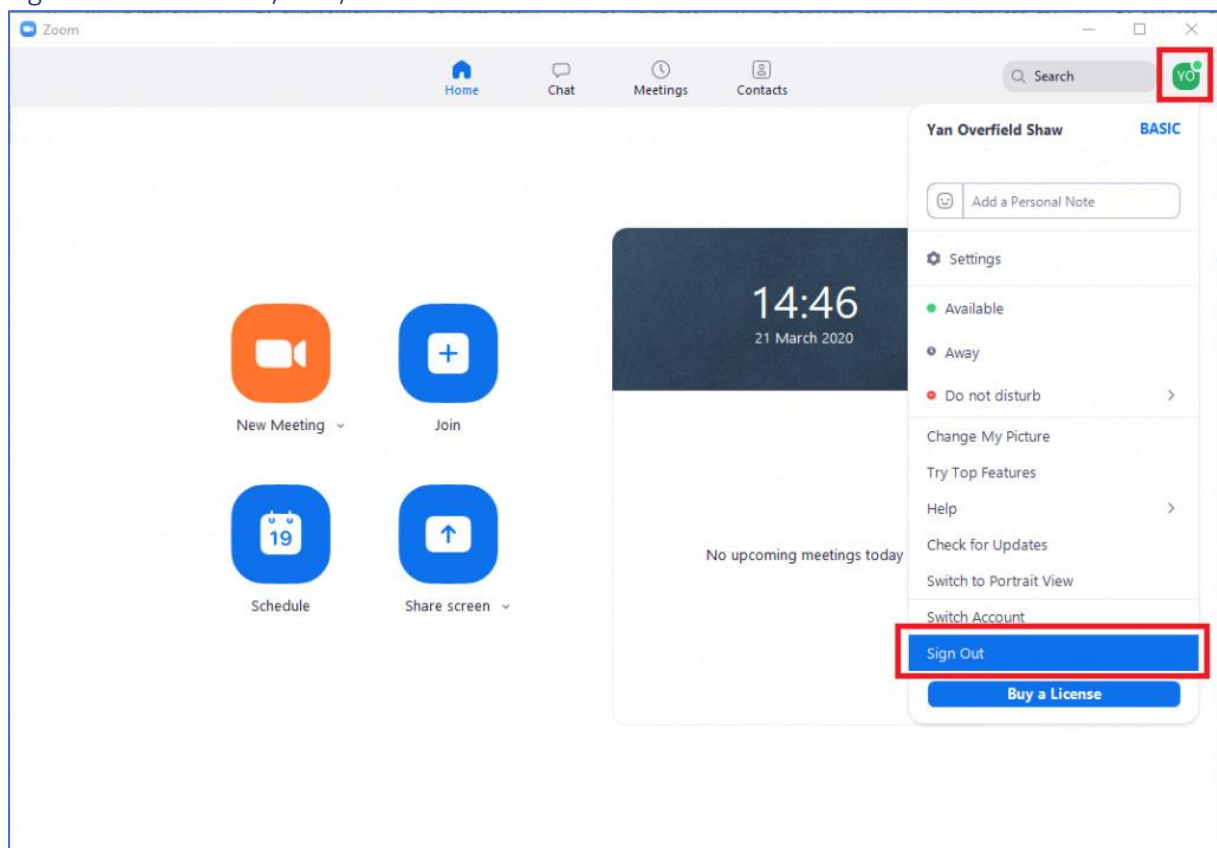 Zoom
Home
Chat
Meetings
Contacts
Search
YO
Yan Overfield Shaw BASIC
Add a Personal Note
Settings
14:46
21 March 2020
Available
Away
Do not disturb
New Meeting
Join
Change My Picture
Try Top Features
Help
19
No upcoming meetings today
Check for Updates
Switch to Portrait View
Schedule
Share screen
Switch Account
Sign Out
Buy a License